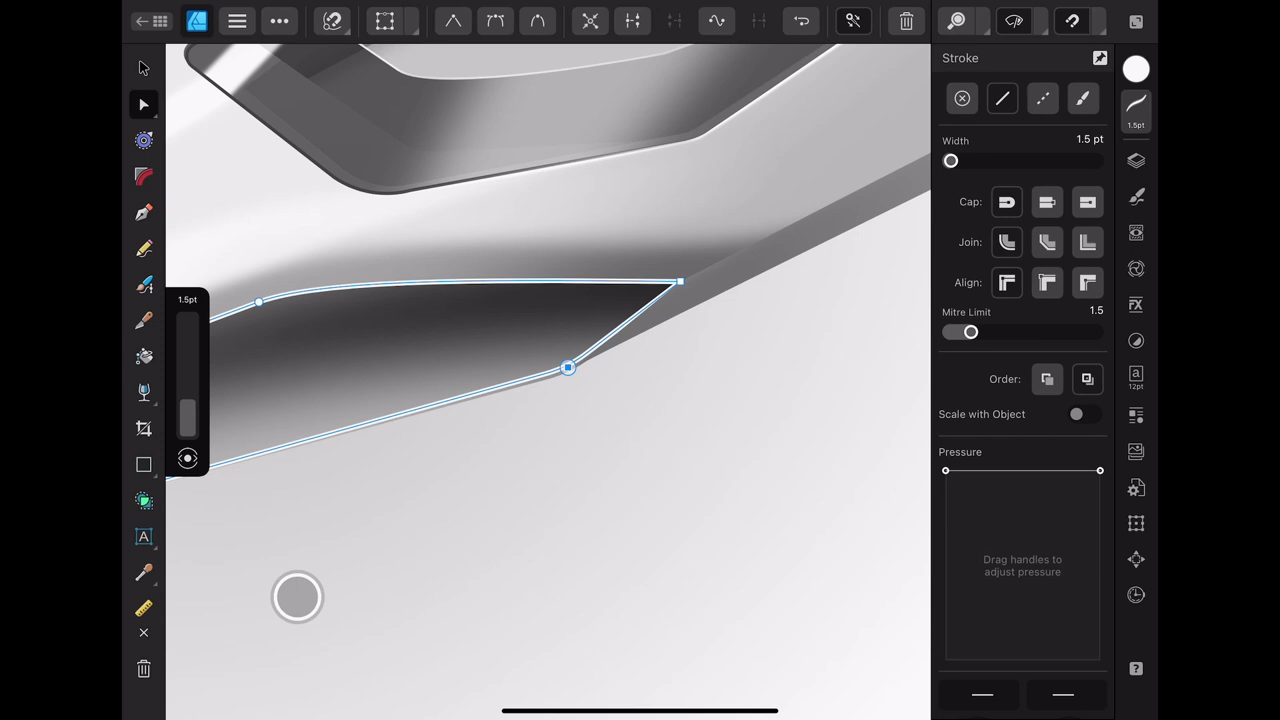 Stroke
1.5pt
Width
1.5 pt
Cap:
Join:
Align:
Mitre Limit
1.5
Order:
Scale with Object
Pressure
Drag handles to
adjust pressure
1.5pt
A
a
12pt
FX
?